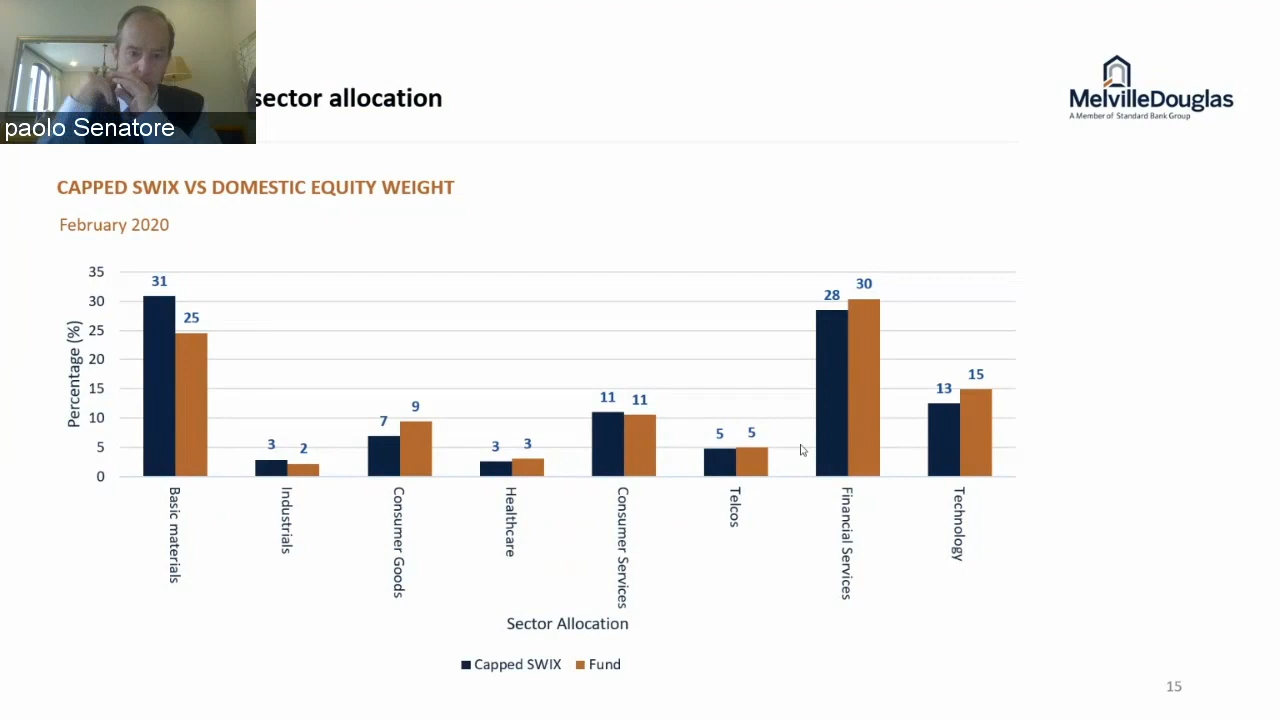 paolo Senatore
sector allocation
MelvilleDouglas
A Member of Standard Bank Group
CAPPED SWIX VS DOMESTIC EQUITY WEIGHT
February 2020
Percentage (%)
35
30
25
20
15
10
5
0
31
25
3
2
7
9
3
3
11
11
5
5
28
30
13
15
Basic materials
Industrials
Consumer Goods
Healthcare
Consumer Services
Telcos
Financial Services
Technology
Sector Allocation
Capped SWIX
Fund
15